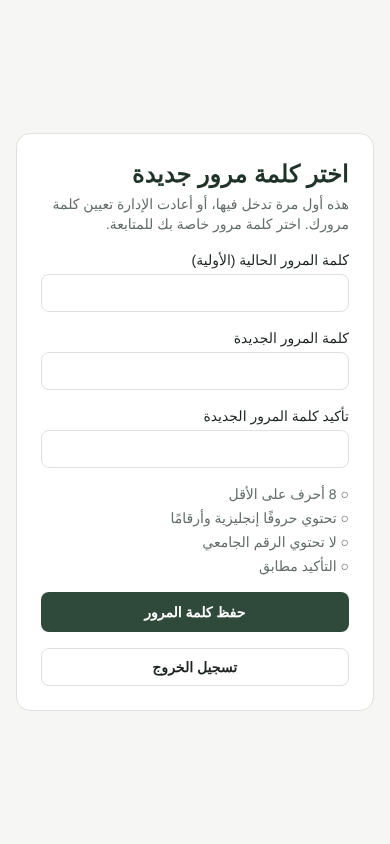 اختر كلمة مرور جديدة
هذه أول مرة تدخل فيها، أو أعادت الإدارة تعيين كلمة
مرورك. اختر كلمة مرور خاصة بك للمتابعة.
كلمة المرور الحالية (الأولية)
كلمة المرور الجديدة
تأكيد كلمة المرور الجديدة
○ 8 أحرف على الأقل
○ تحتوي حروفًا إنجليزية وأرقامًا
○ لا تحتوي الرقم الجامعي
○ التأكيد مطابق
حفظ كلمة المرور
تسجيل الخروج